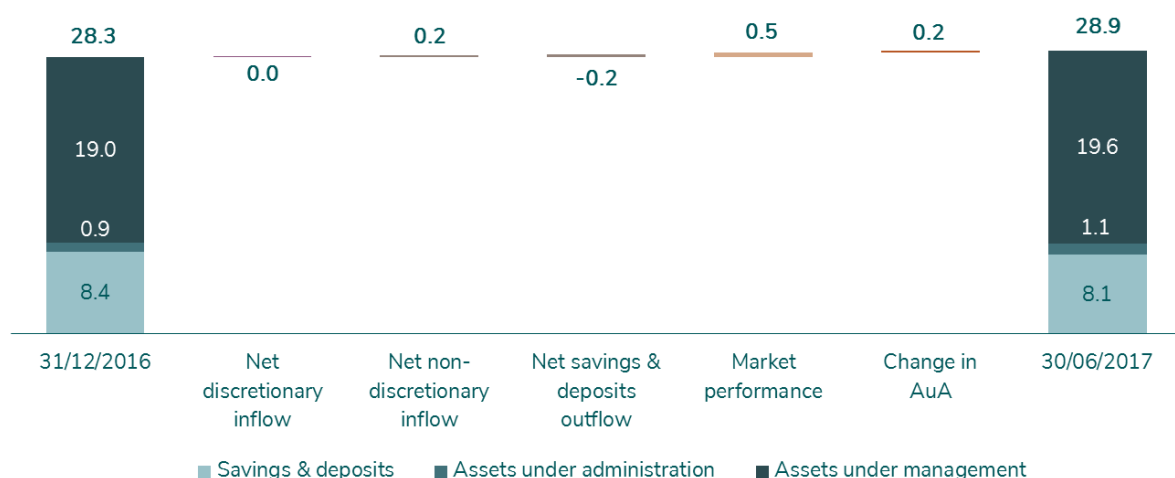 28.3
0.0
0.2
-0.2
0.5
0.2
28.9
19.0
0.9
8.4
19.6
1.1
8.1
31/12/2016
Net
discretionary
inflow
Net non-
discretionary
inflow
Net savings &
deposits
outflow
Market
performance
Change in
AuA
30/06/2017
Savings & deposits
Assets under administration
Assets under management